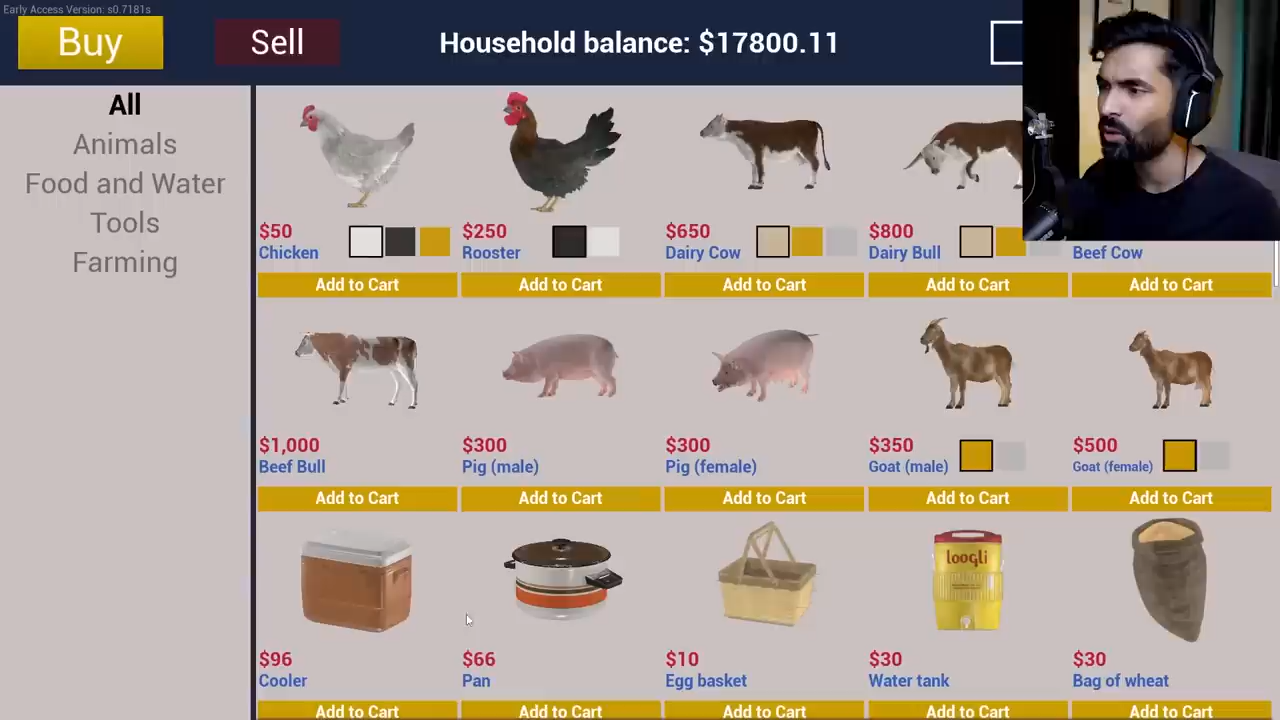 Early Access Version: s0.7181s
Buy
Sell
Household balance: $17800.11
All
Animals
Food and Water
Tools
Farming
$50
Chicken
$250
Rooster
$650
Dairy Cow
$800
Dairy Bull
Beef Cow
Add to Cart
Add to Cart
Add to Cart
Add to Cart
Add to Cart
$1,000
Beef Bull
$300
Pig (male)
$300
Pig (female)
$350
Goat (male)
$500
Goat (female)
Add to Cart
Add to Cart
Add to Cart
Add to Cart
Add to Cart
loogli
$96
Cooler
$66
Pan
$10
Egg basket
$30
Water tank
$30
Bag of wheat
Add to Cart
Add to Cart
Add to Cart
Add to Cart
Add to Cart